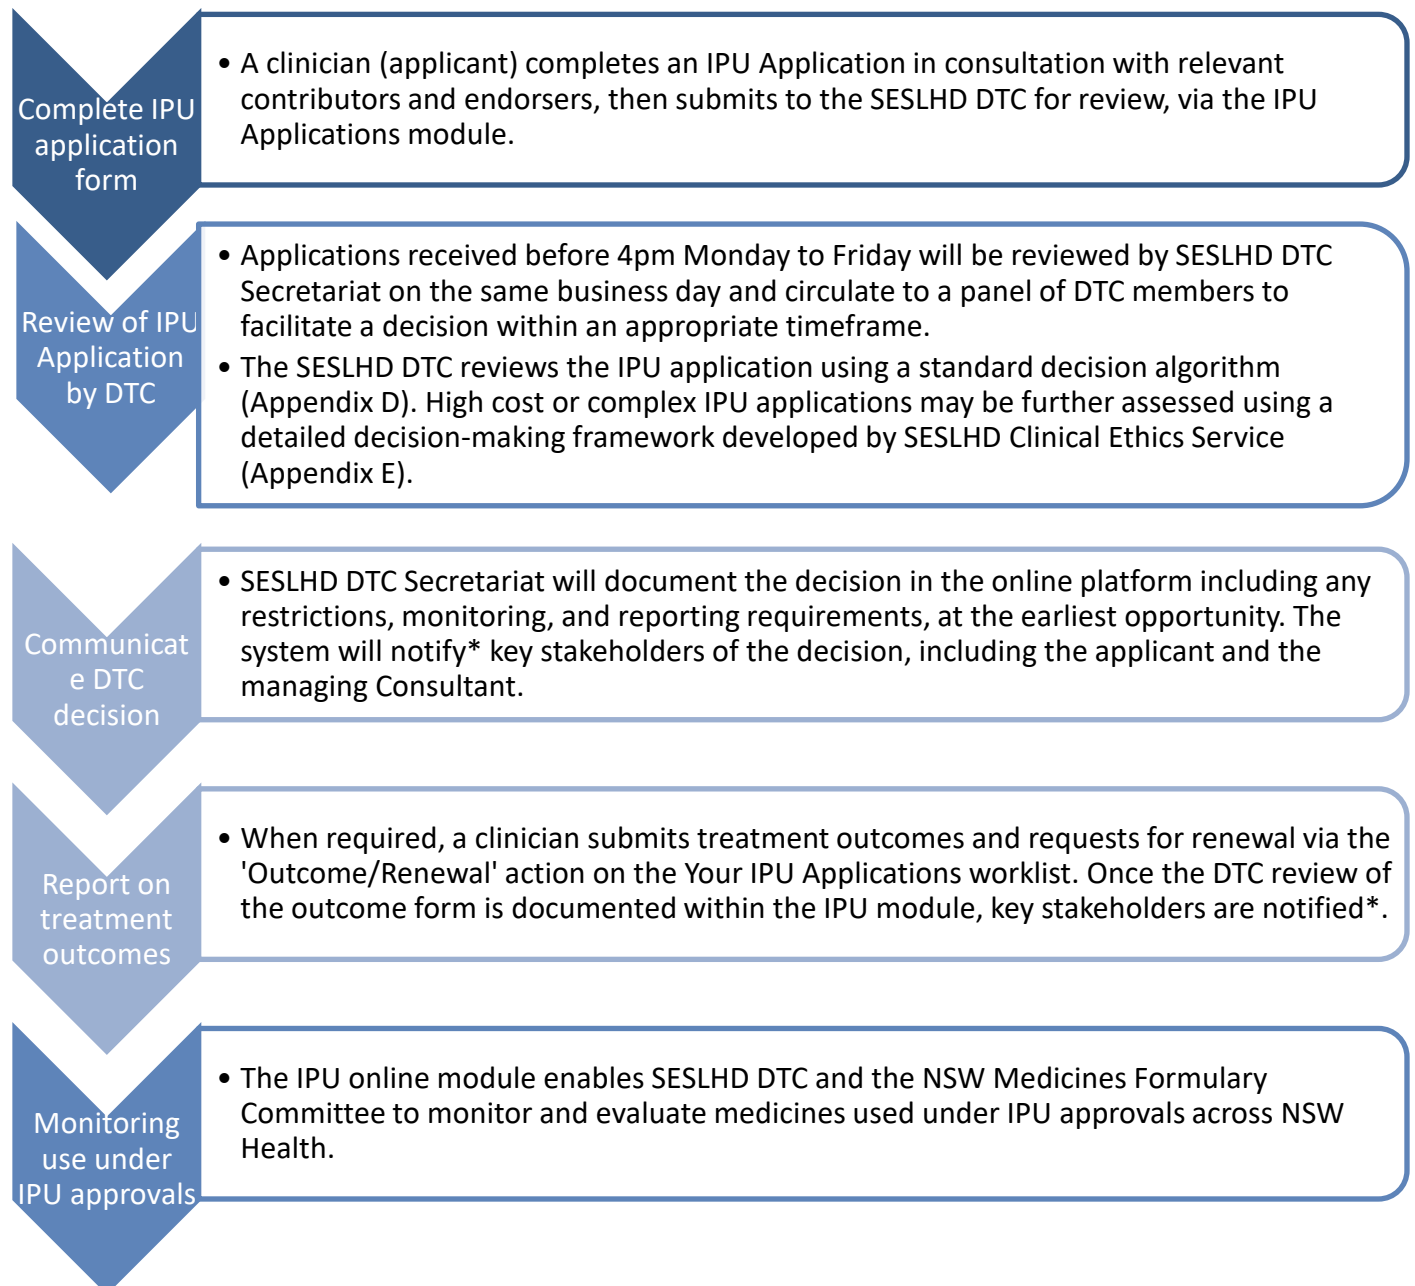 Complete IPU
application
form
• A clinician (applicant) completes an IPU Application in consultation with relevant
contributors and endorsers, then submits to the SESLHD DTC for review, via the IPU
Applications module.
Review of IPU
Application
by DTC
• Applications received before 4pm Monday to Friday will be reviewed by SESLHD DTC
Secretariat on the same business day and circulate to a panel of DTC members to
facilitate a decision within an appropriate timeframe.
• The SESLHD DTC reviews the IPU application using a standard decision algorithm
(Appendix D). High cost or complex IPU applications may be further assessed using a
detailed decision-making framework developed by SESLHD Clinical Ethics Service
(Appendix E).
Communicat
e DTC
decision
• SESLHD DTC Secretariat will document the decision in the online platform including any
restrictions, monitoring, and reporting requirements, at the earliest opportunity. The
system will notify* key stakeholders of the decision, including the applicant and the
managing Consultant.
Report on
treatment
outcomes
• When required, a clinician submits treatment outcomes and requests for renewal via the
'Outcome/Renewal' action on the Your IPU Applications worklist. Once the DTC review of
the outcome form is documented within the IPU module, key stakeholders are notified*.
Monitoring
use under
IPU approvals
• The IPU online module enables SESLHD DTC and the NSW Medicines Formulary
Committee to monitor and evaluate medicines used under IPU approvals across NSW
Health.